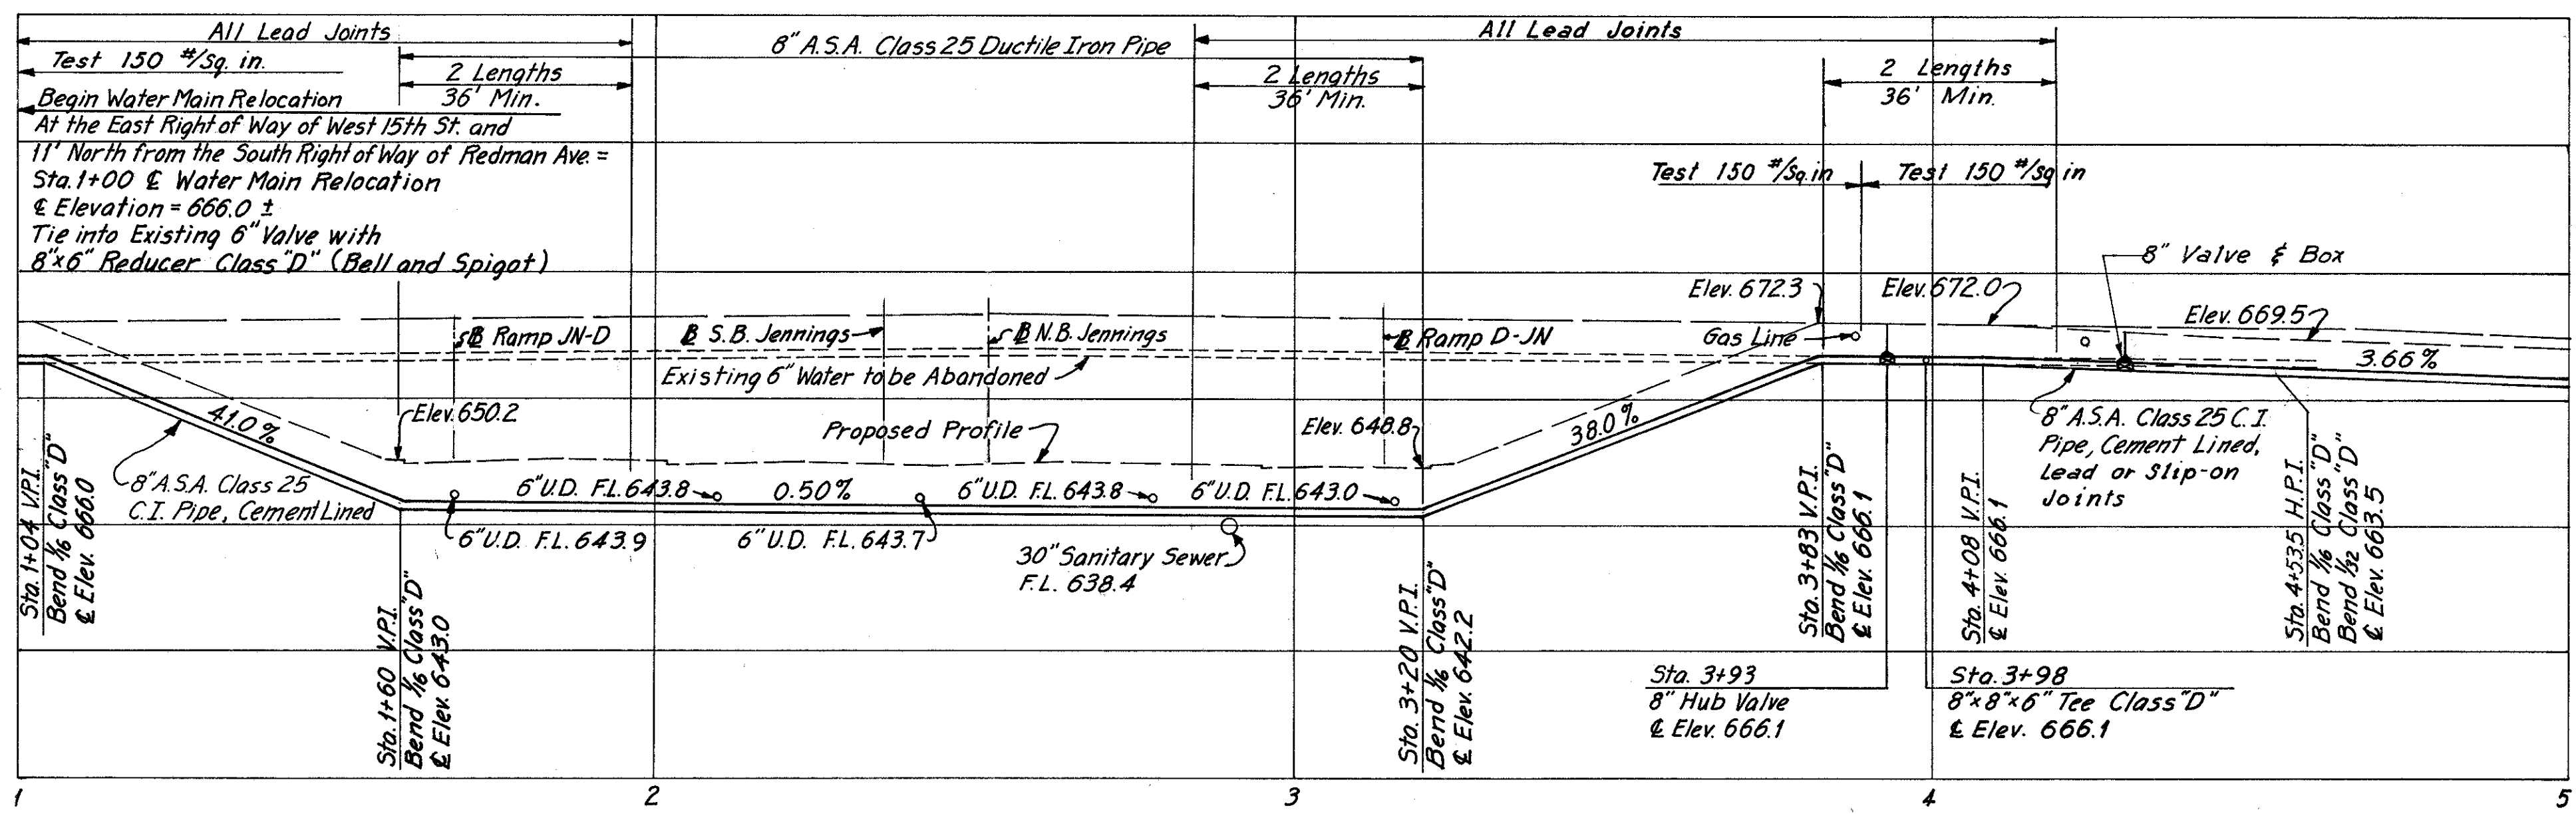 All Lead Joints
8" A.S.A. Class 25 Ductile Iron Pipe
All Lead Joints
Test 150 #/Sq. in.
2 Lengths
36' Min.
2 Lengths
36' Min.
2 Lengths
36' Min.
Begin Water Main Relocation
At the East Right of Way of West 15th St. and
11' North from the South Right of Way of Redman Ave. =
Sta. 1+00 ℄ Water Main Relocation
℄ Elevation = 666.0 ±
Tie into Existing 6" Valve with
8"x6" Reducer Class "D" (Bell and Spigot)
Test 150 #/Sq. in
Test 150 #/Sq in
8" Valve & Box
Elev. 672.3
Elev. 672.0
Elev. 669.5
B Ramp JN-D
B S.B. Jennings
B N.B. Jennings
B Ramp D-JN
Gas Line
3.66%
Existing 6" Water to be Abandoned
41.0%
Elev. 650.2
Proposed Profile
Elev. 648.8
38.0%
8" A.S.A. Class 25
C.I. Pipe, Cement Lined
8" A.S.A. Class 25 C.I.
Pipe, Cement Lined,
Lead or Slip-on
Joints
6" U.D. F.L. 643.8
0.50%
6" U.D. F.L. 643.8
6" U.D. F.L. 643.0
6" U.D. F.L. 643.9
6" U.D. F.L. 643.7
30" Sanitary Sewer
F.L. 638.4
Sta. 1+04 V.P.I.
Bend 1/16 Class "D"
℄ Elev. 666.0
Sta. 1+60 V.P.I.
Bend 1/16 Class "D"
℄ Elev. 643.0
Sta. 3+20 V.P.I.
Bend 1/16 Class "D"
℄ Elev. 642.2
Sta. 3+83 V.P.I.
Bend 1/16 Class "D"
℄ Elev. 666.1
Sta. 4+08 V.P.I.
℄ Elev. 666.1
Sta. 4+53.5 H.P.I.
Bend 1/16 Class "D"
Bend 1/32 Class "D"
℄ Elev. 663.5
Sta. 3+93
8" Hub Valve
℄ Elev. 666.1
Sta. 3+98
8"x8"x6" Tee Class "D"
℄ Elev. 666.1
1
2
3
4
5